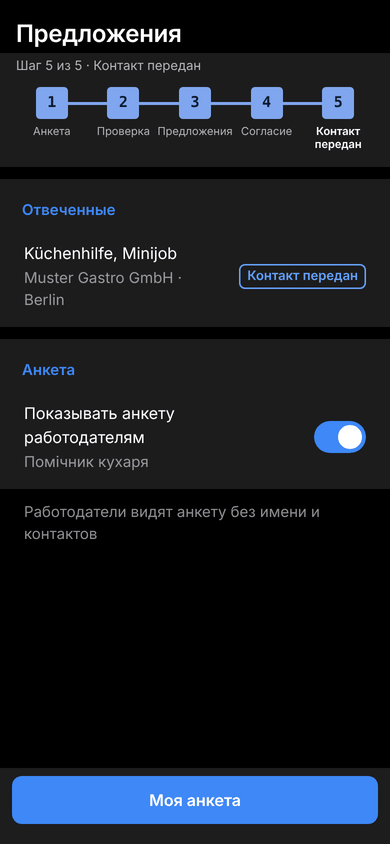 Предложения
Шаг 5 из 5 · Контакт передан
1 2 3 4 5
Анкета Проверка Предложения Согласие Контакт
передан
Отвеченные
Küchenhilfe, Minijob
Muster Gastro GmbH ·
Berlin
Контакт передан
Анкета
Показывать анкету
работодателям
Помічник кухаря
Работодатели видят анкету без имени и
контактов
Моя анкета